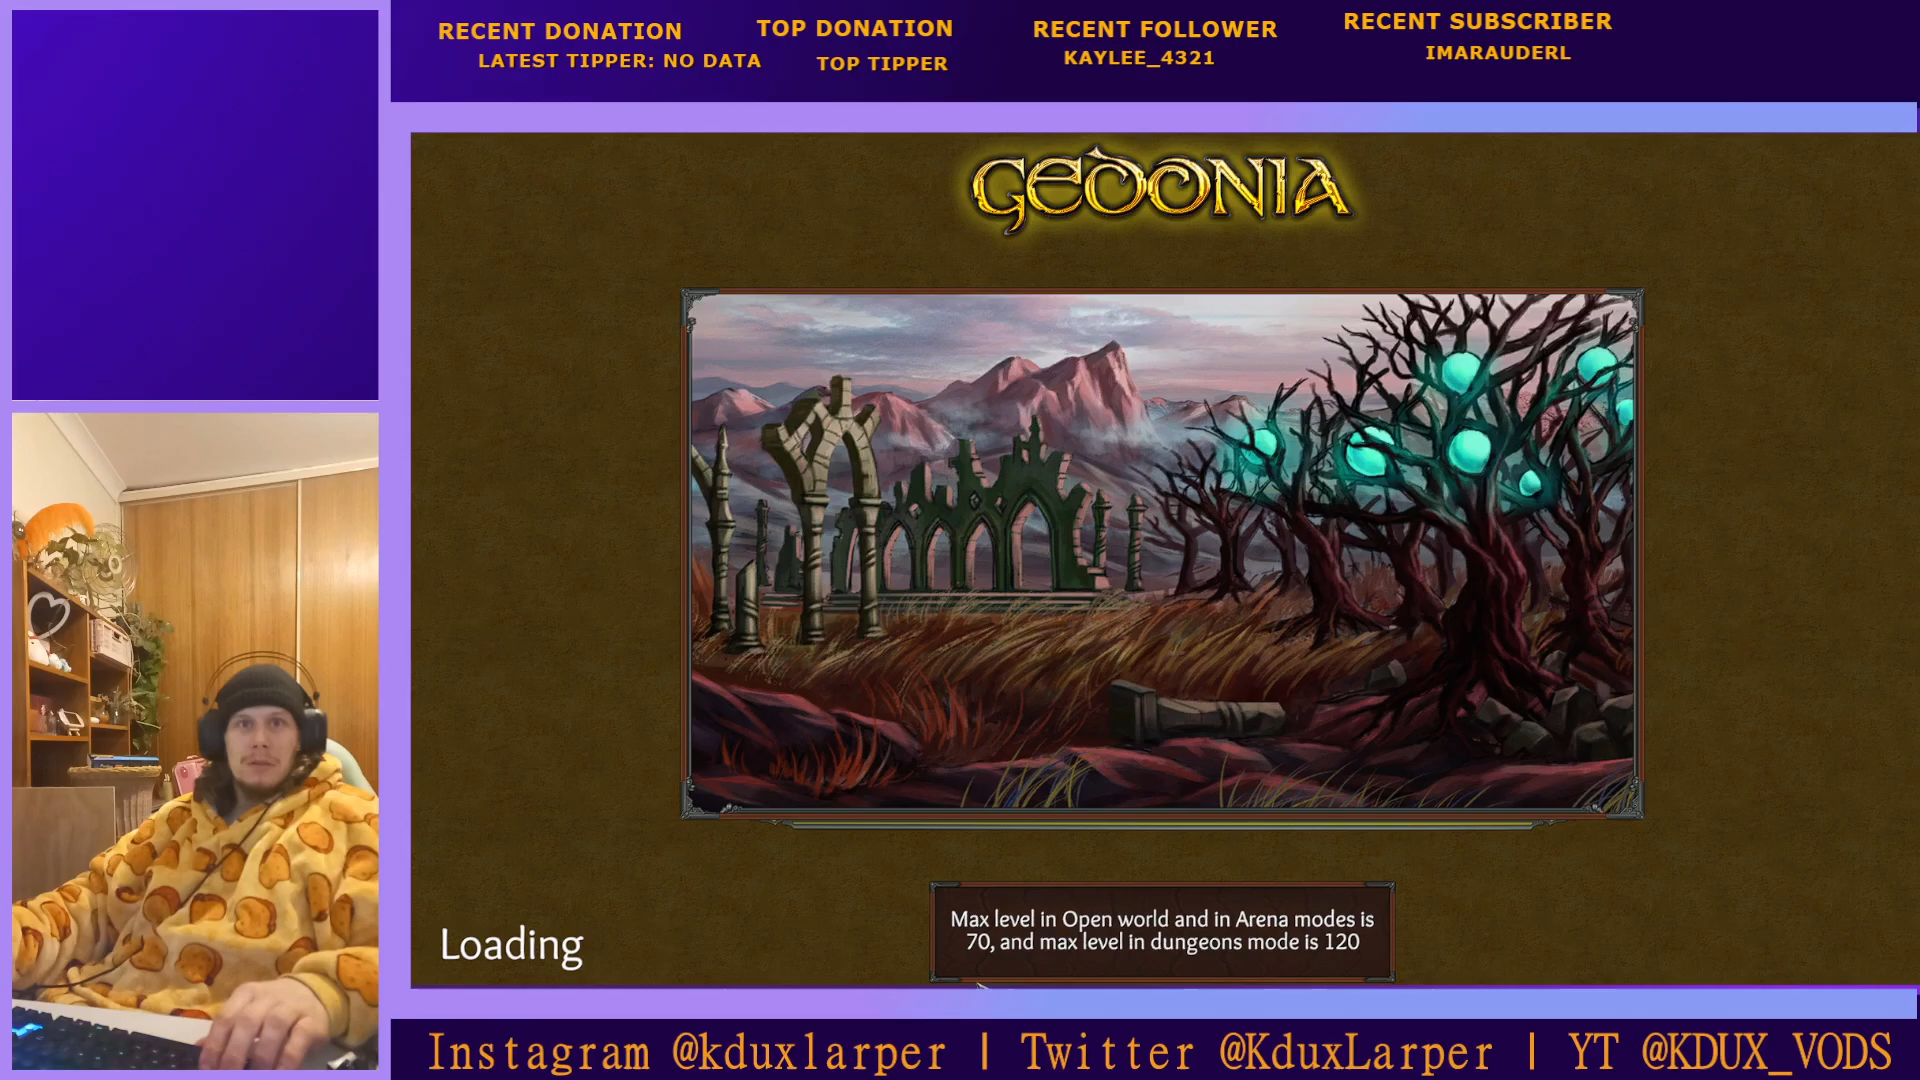 RECENT DONATION
LATEST TIPPER: NO DATA
TOP DONATION
TOP TIPPER
RECENT FOLLOWER
KAYLEE_4321
RECENT SUBSCRIBER
IMARAUDERL
GEDONIA
Max level in Open world and in Arena modes is
70, and max level in dungeons mode is 120
Loading
Instagram @kduxlarper | Twitter @KduxLarper | YT @KDUX_VODS